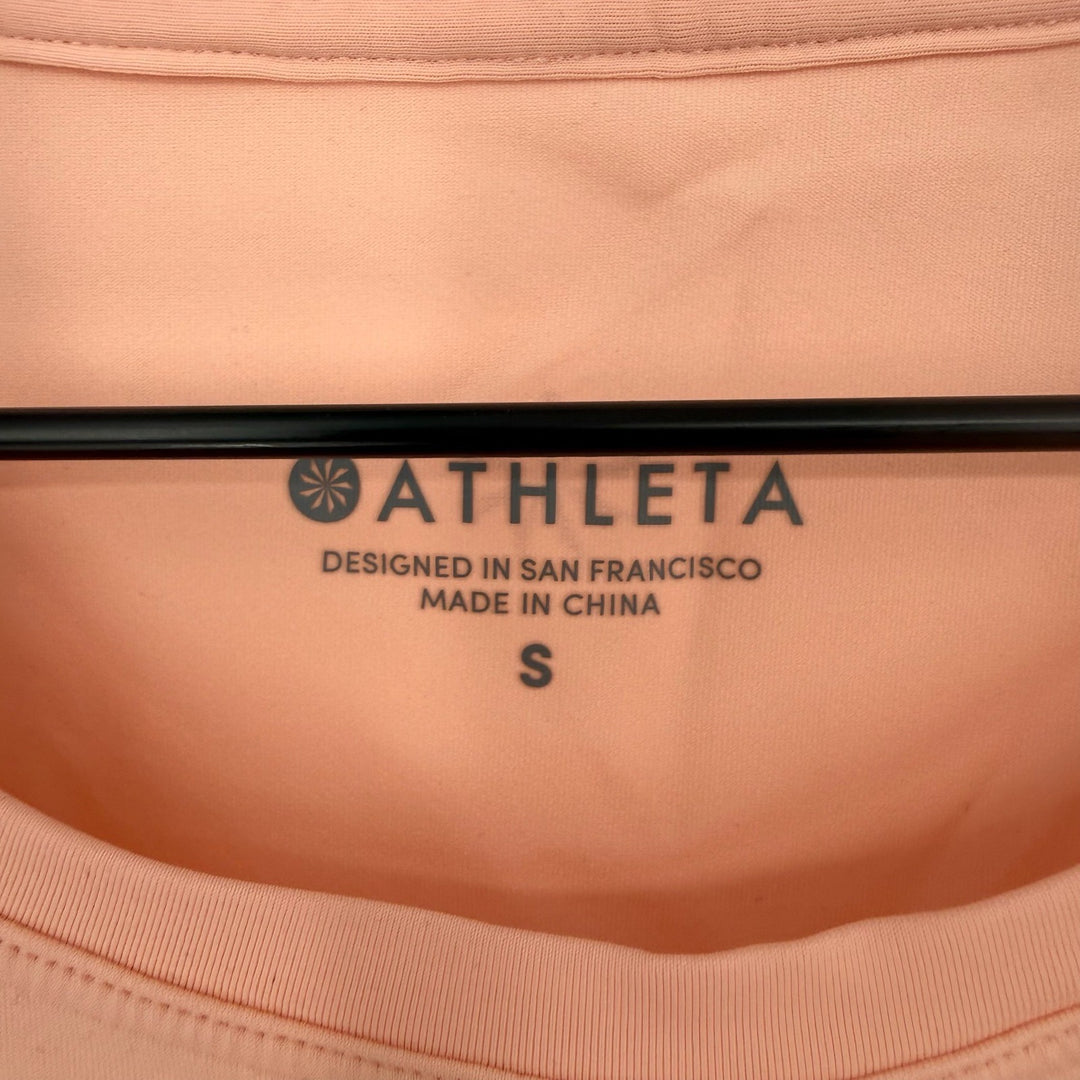 ATHLETA
DESIGNED IN SAN FRANCISCO
MADE IN CHINA
S